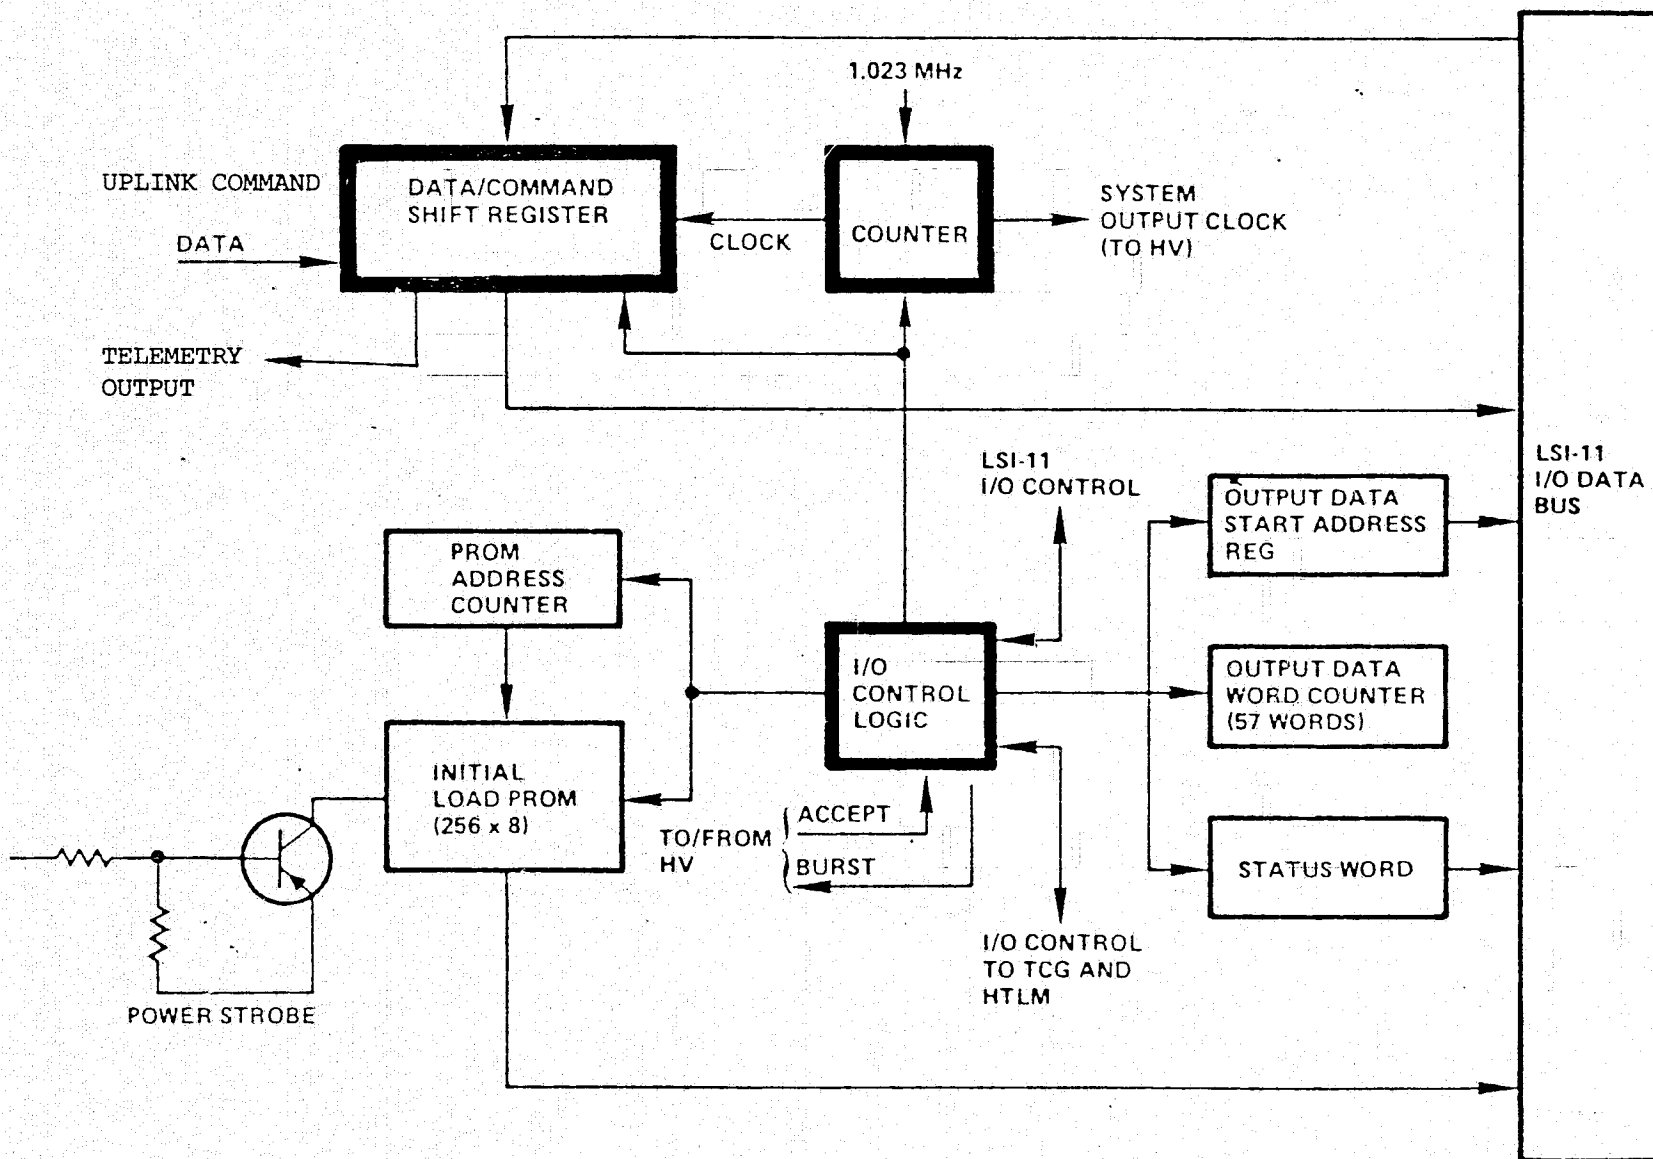 1.023 MHz
UPLINK COMMAND
DATA/COMMAND
SHIFT REGISTER
DATA
CLOCK
COUNTER
SYSTEM
OUTPUT CLOCK
(TO HV)
TELEMETRY
OUTPUT
LSI-11
I/O CONTROL
OUTPUT DATA
START ADDRESS
REG
LSI-11
I/O DATA
BUS
PROM
ADDRESS
COUNTER
I/O
CONTROL
LOGIC
OUTPUT DATA
WORD COUNTER
(57 WORDS)
INITIAL
LOAD PROM
(256 x 8)
TO/FROM
HV
ACCEPT
BURST
STATUS WORD
I/O CONTROL
TO TCG AND
HTLM
POWER STROBE